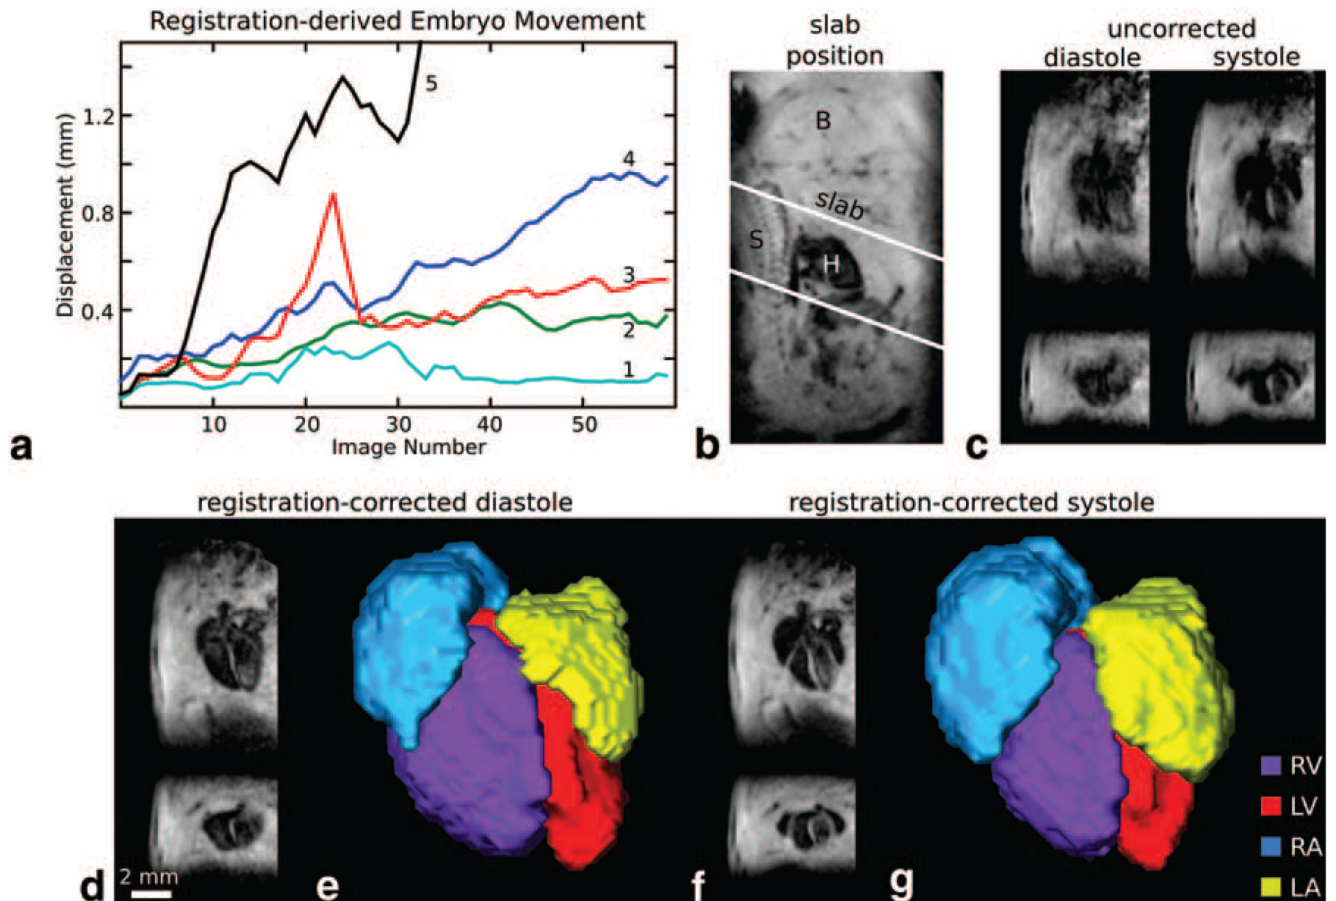 Registration-derived Embryo Movement
Displacement (mm)
1.2
0.8
0.4
5
4
3
2
1
10 20 30 40 50
Image Number
a
slab
position
B
slab
S
H
b
uncorrected
diastole systole
c
registration-corrected diastole
registration-corrected systole
2 mm
d
e
f
g
RV
LV
RA
LA